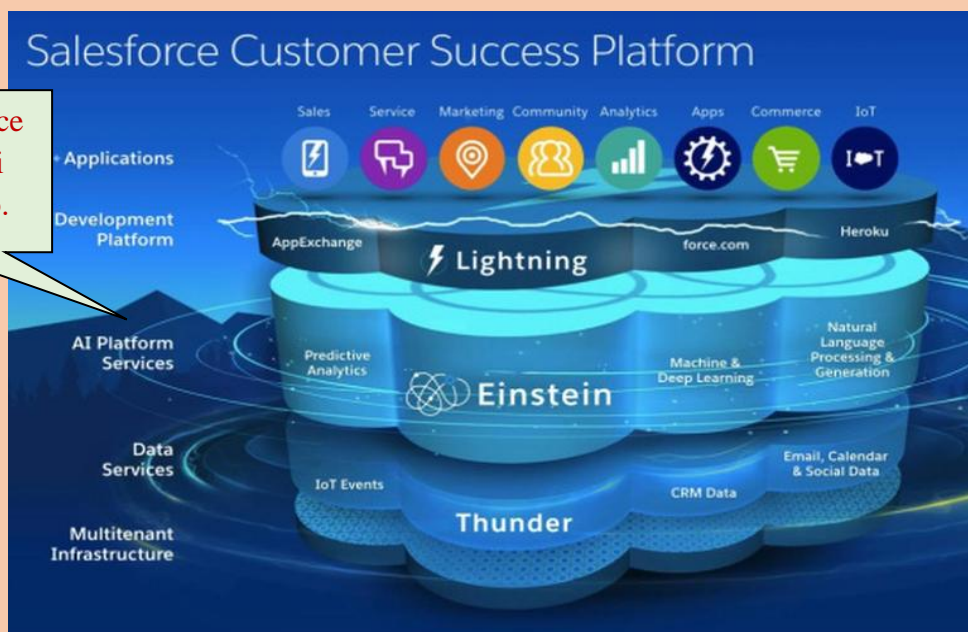 Salesforce Customer Success Platform
Sales Service Marketing Community Analytics Apps Commerce IoT
Applications
I T
Development
Platform
AppExchange
Lightning
force.com
Heroku
AI Platform
Services
Predictive
Analytics
Einstein
Machine &
Deep Learning
Natural
Language
Processing &
Generation
Data
Services
IoT Events
Thunder
CRM Data
Email, Calendar
& Social Data
Multitenant
Infrastructure